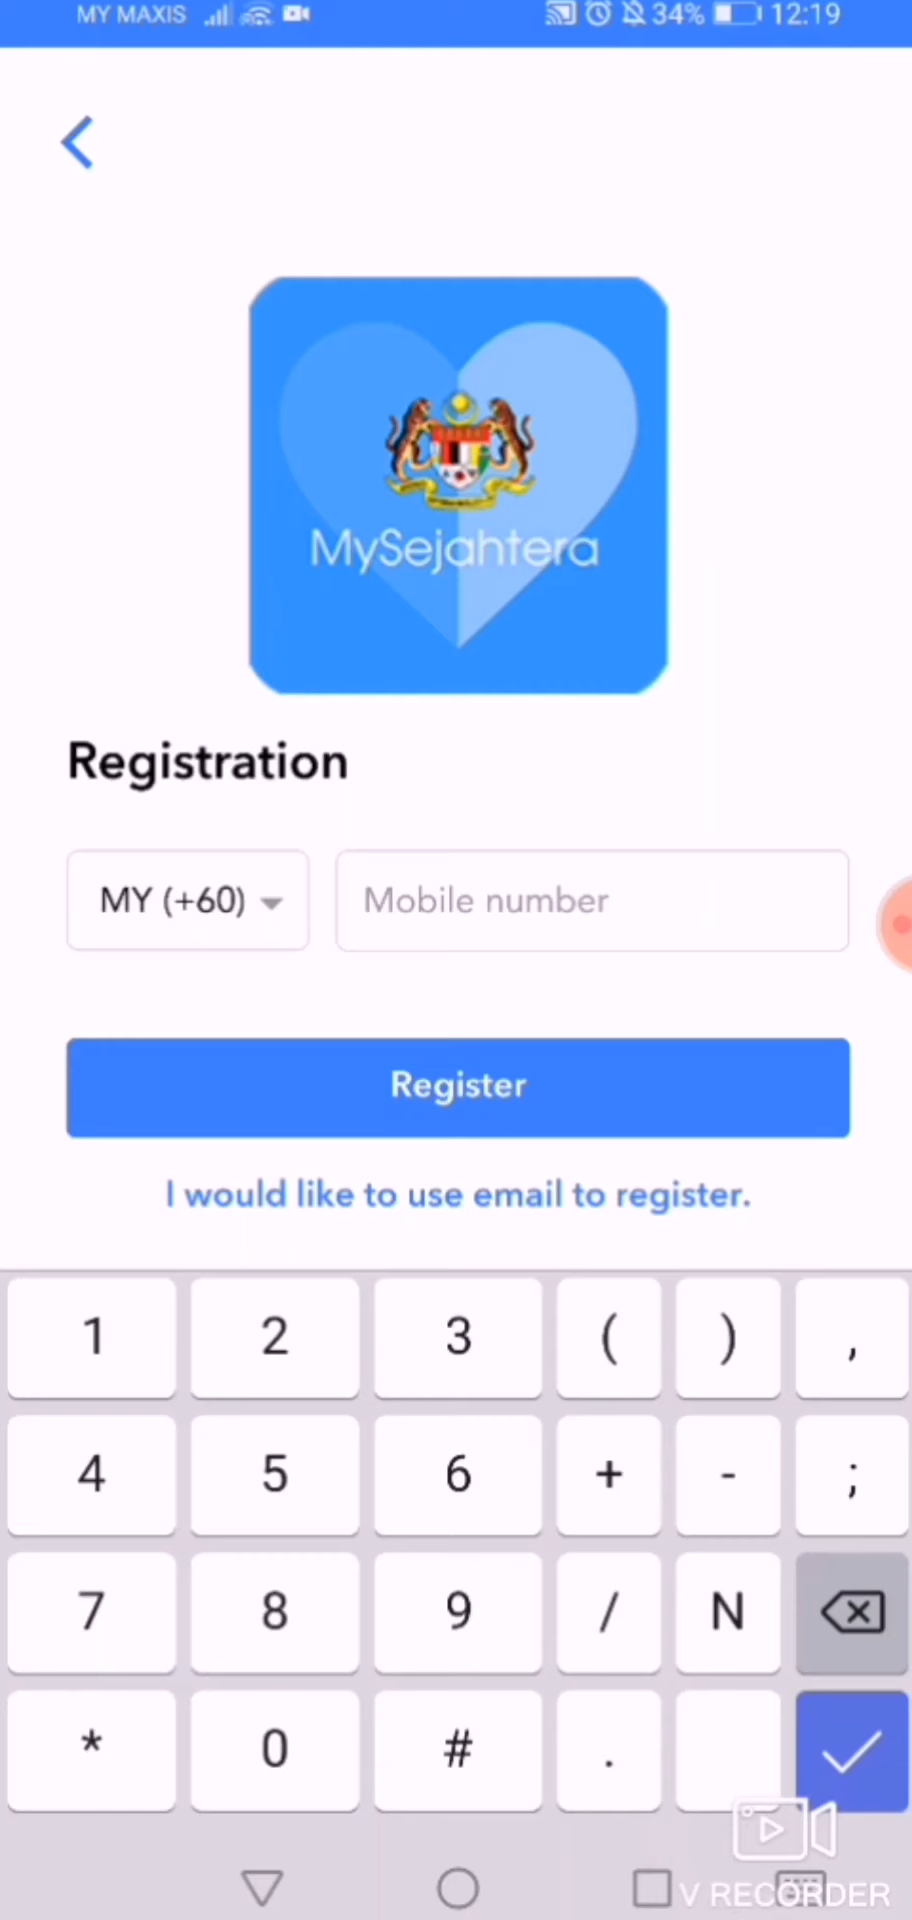 MY MAXIS 34% 12:19
MySejahtera
Registration
MY (+60) Mobile number
Register
I would like to use email to register.
1 2 3 ( ) ,
4 5 6 + - ;
7 8 9 / N
* 0 # .
V RECORDER